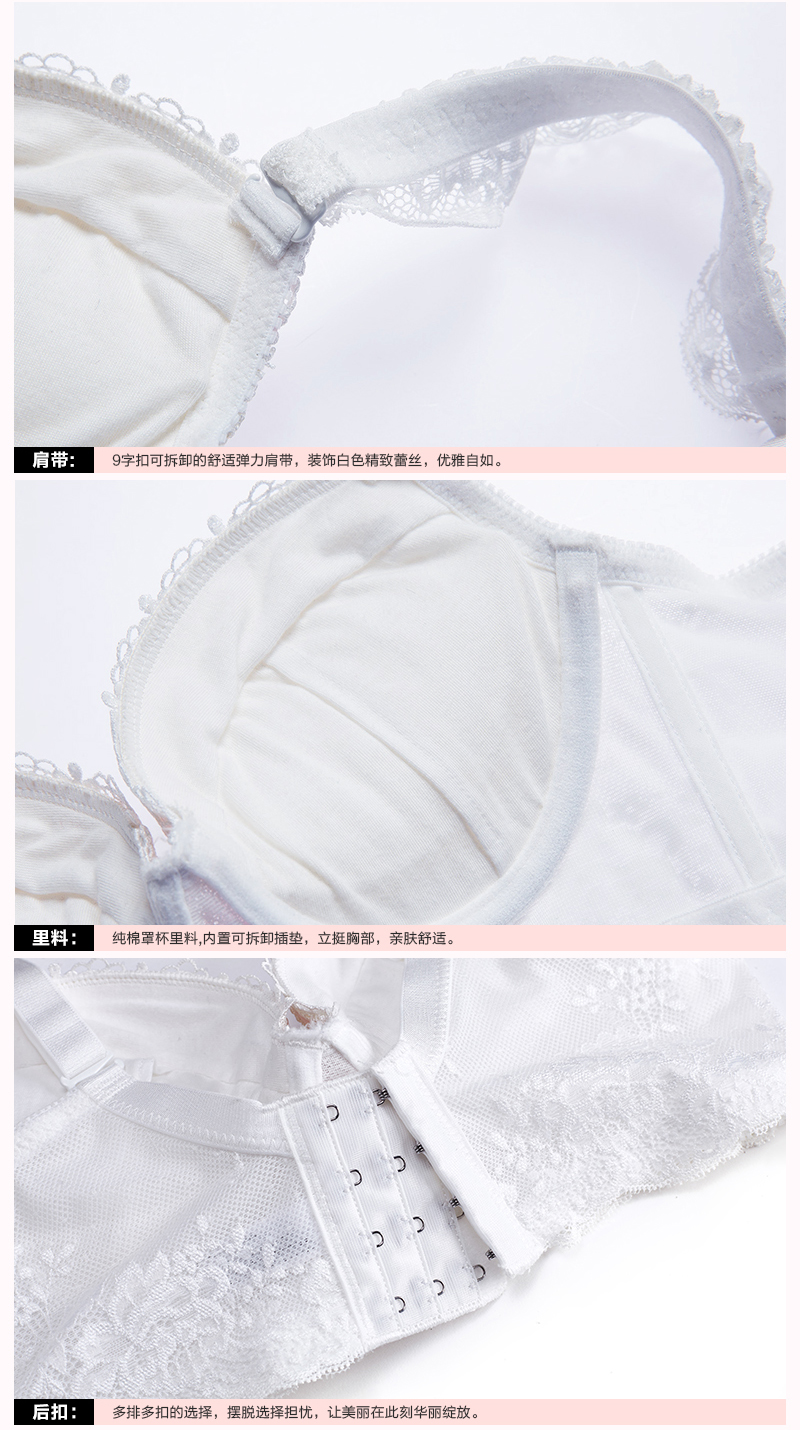 肩带： 9字扣可拆卸的舒适弹力肩带，装饰白色精致蕾丝，优雅自如。
里料： 纯棉罩杯里料,内置可拆卸插垫，立挺胸部，亲肤舒适。
后扣： 多排多扣的选择，摆脱选择担忧，让美丽在此刻华丽绽放。